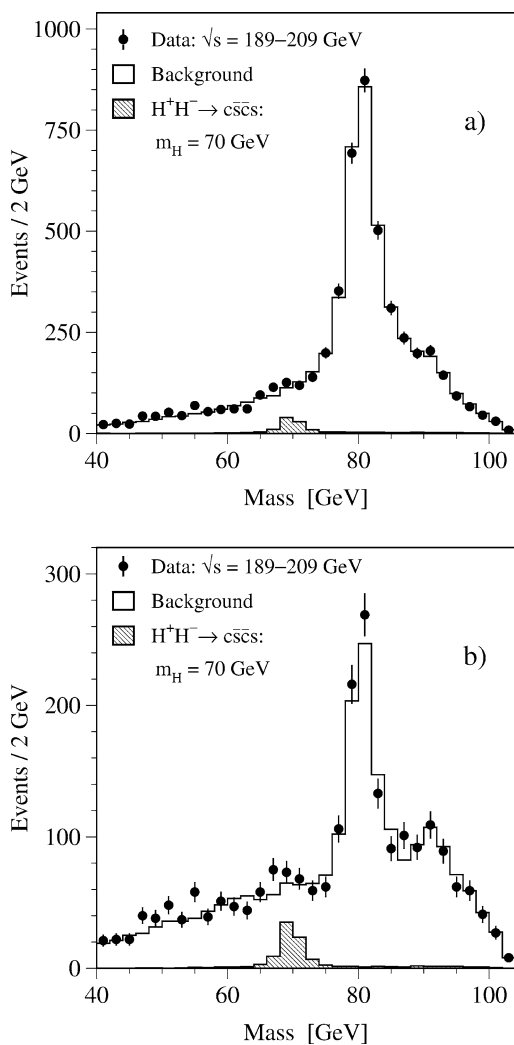 1000
750
500
250
0
Events / 2 GeV
Data: √s = 189–209 GeV
Background
H⁺H⁻ → cs̄c̄s:
m_H = 70 GeV
a)
40 60 80 100
Mass [GeV]
300
200
100
0
Events / 2 GeV
Data: √s = 189–209 GeV
Background
H⁺H⁻ → cs̄c̄s:
m_H = 70 GeV
b)
40 60 80 100
Mass [GeV]